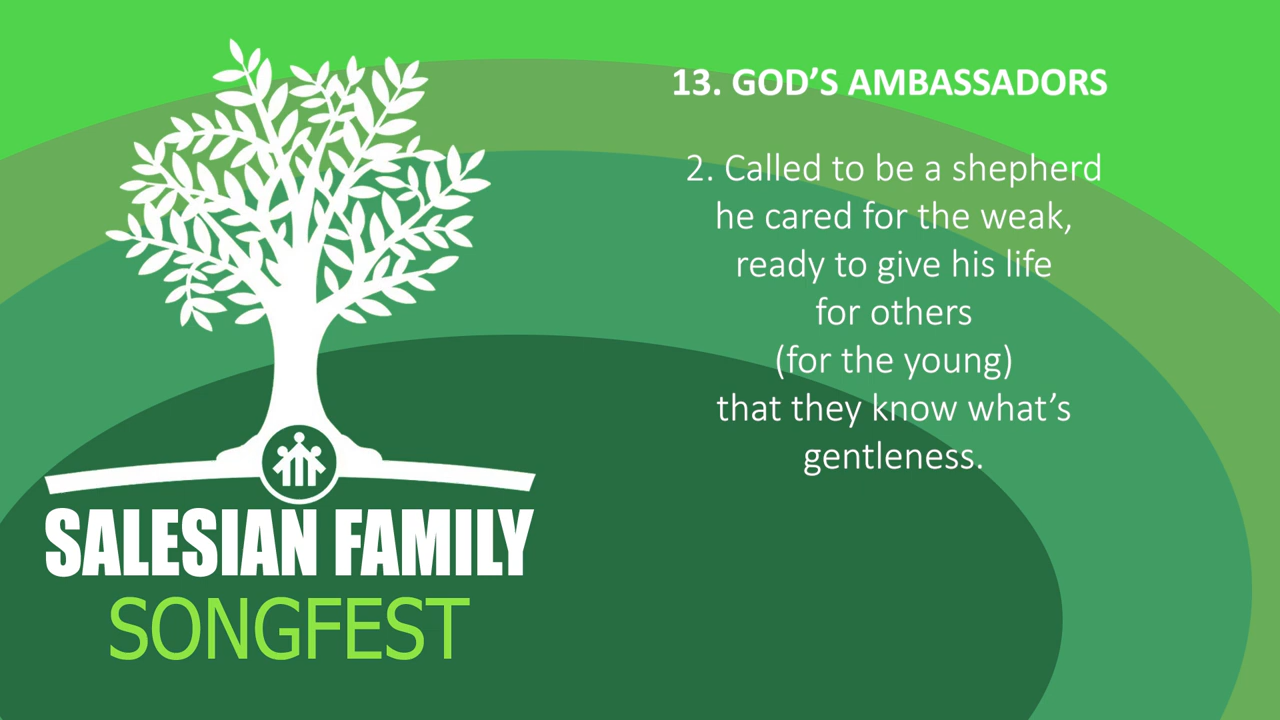 13. GOD’S AMBASSADORS
2. Called to be a shepherd
he cared for the weak,
ready to give his life
for others
(for the young)
that they know what’s
gentleness.
SALESIAN FAMILY
SONGFEST